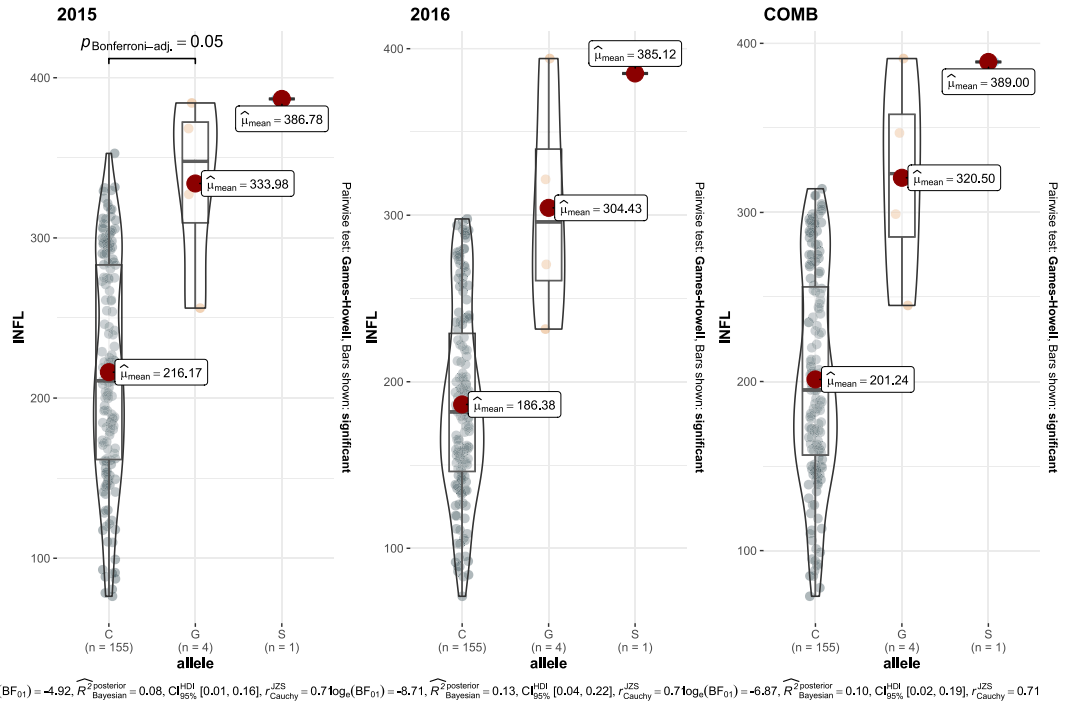 2015
p Bonferroni−adj. = 0.05
INFL
400
300
200
100
μ̂ mean = 386.78
μ̂ mean = 333.98
μ̂ mean = 216.17
C
(n = 155)
G
(n = 4)
S
(n = 1)
allele
Pairwise test: Games-Howell, Bars shown: significant
2016
INFL
400
300
200
100
μ̂ mean = 385.12
μ̂ mean = 304.43
μ̂ mean = 186.38
C
(n = 155)
G
(n = 4)
S
(n = 1)
allele
Pairwise test: Games-Howell, Bars shown: significant
COMB
INFL
400
300
200
100
μ̂ mean = 389.00
μ̂ mean = 320.50
μ̂ mean = 201.24
C
(n = 155)
G
(n = 4)
S
(n = 1)
allele
Pairwise test: Games-Howell, Bars shown: significant
(BF01) = -4.92, R² posterior Bayesian = 0.08, CI HDI 95% [0.01, 0.16], r JZS Cauchy = 0.71
loge(BF01) = -8.71, R² posterior Bayesian = 0.13, CI HDI 95% [0.04, 0.22], r JZS Cauchy = 0.71
loge(BF01) = -6.87, R² posterior Bayesian = 0.10, CI HDI 95% [0.02, 0.19], r JZS Cauchy = 0.71